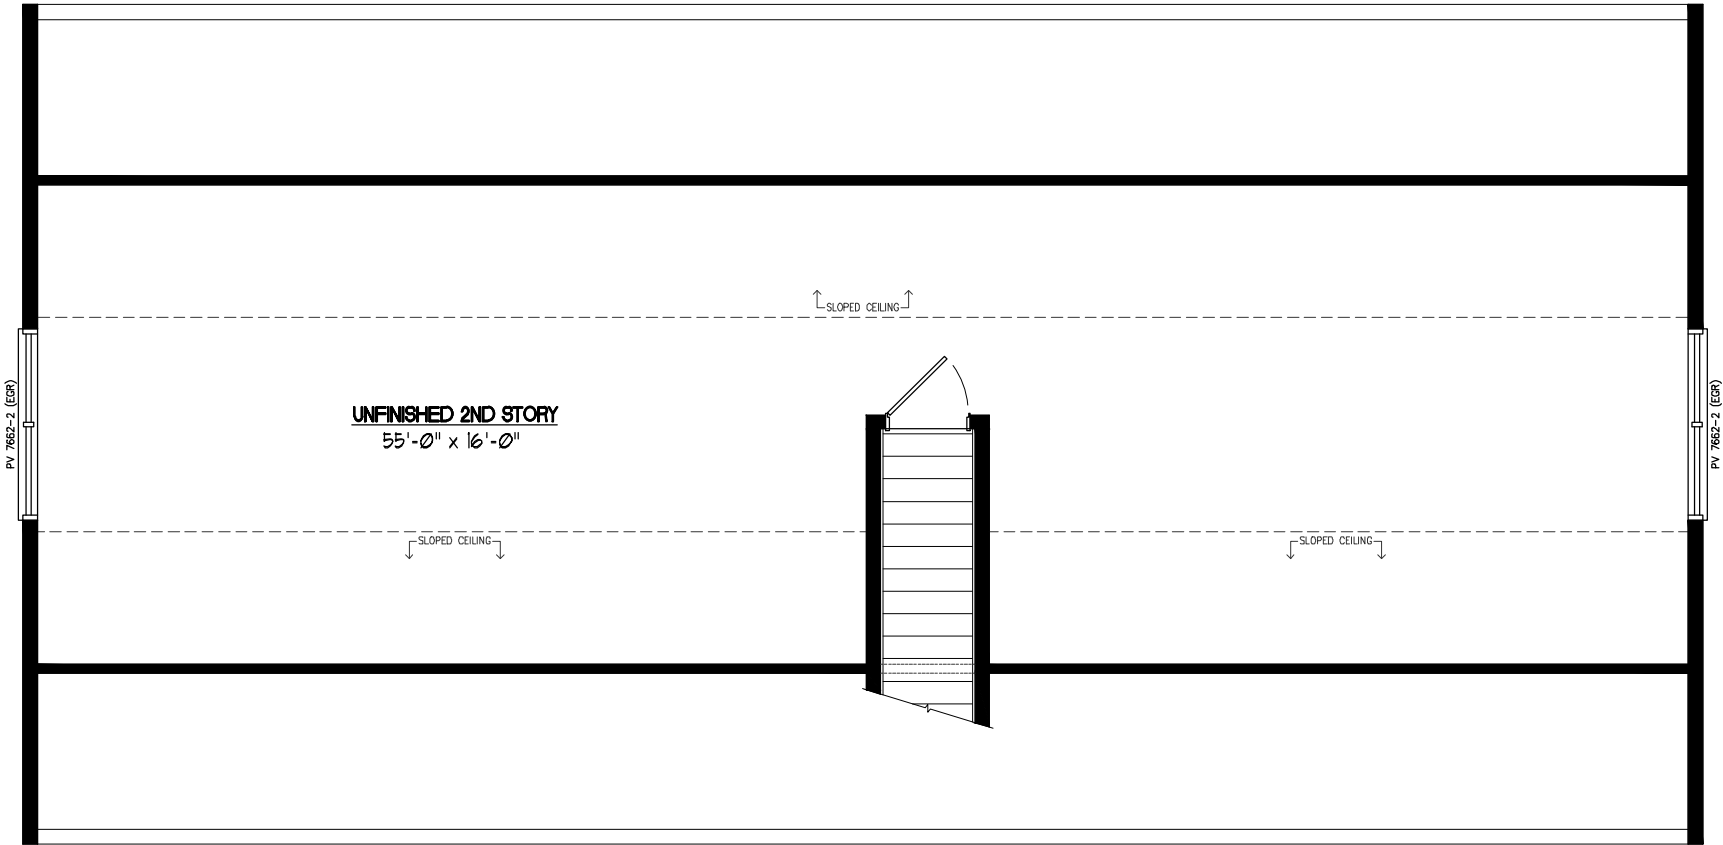 SLOPED CEILING
PV 7662-2 (EGR)
UNFINISHED 2ND STORY
55'-0" x 16'-0"
PV 7662-2 (EGR)
SLOPED CEILING
SLOPED CEILING